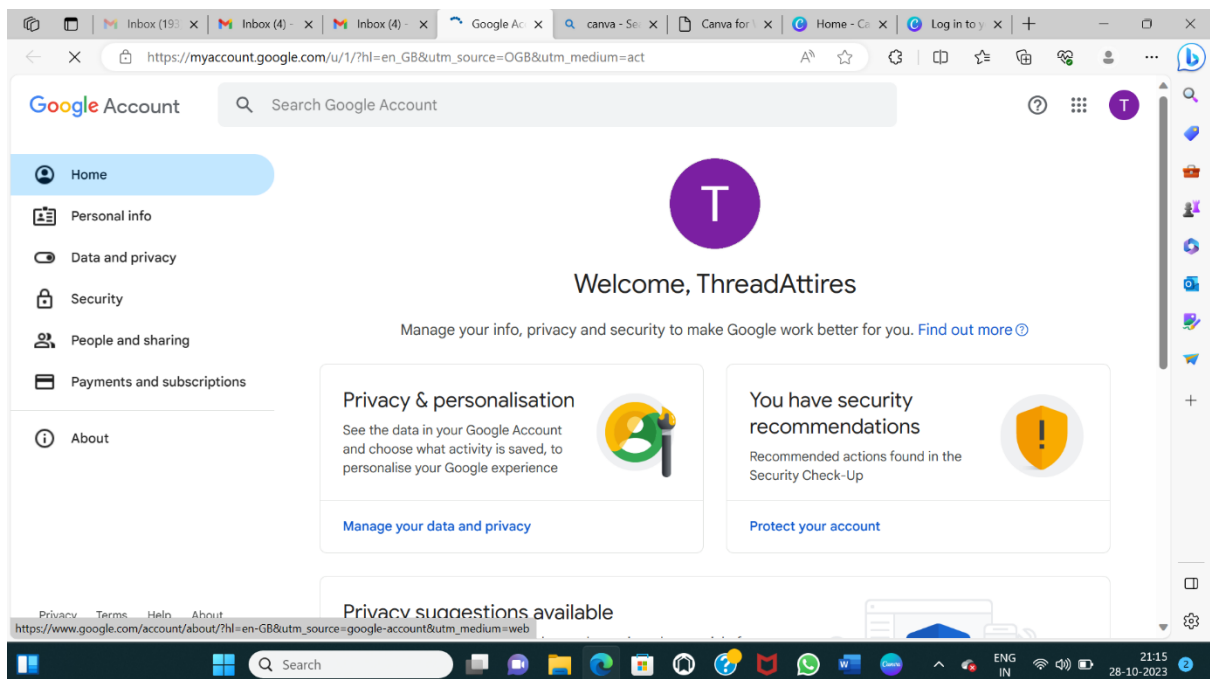 Inbox (193
Inbox (4) -
Inbox (4) -
Google Ac
canva - Se
Canva for
Home - Ca
Log in to y
https://myaccount.google.com/u/1/?hl=en_GB&utm_source=OGB&utm_medium=act
Google Account
Search Google Account
T
Home
Personal info
Data and privacy
Security
People and sharing
Payments and subscriptions
About
T
Welcome, ThreadAttires
Manage your info, privacy and security to make Google work better for you. Find out more
Privacy & personalisation
See the data in your Google Account
and choose what activity is saved, to
personalise your Google experience
Manage your data and privacy
You have security
recommendations
Recommended actions found in the
Security Check-Up
Protect your account
Privacy suggestions available
Privacy Terms Help About
https://www.google.com/account/about/?hl=en-GB&utm_source=google-account&utm_medium=web
Search
ENG
IN
21:15
28-10-2023
2